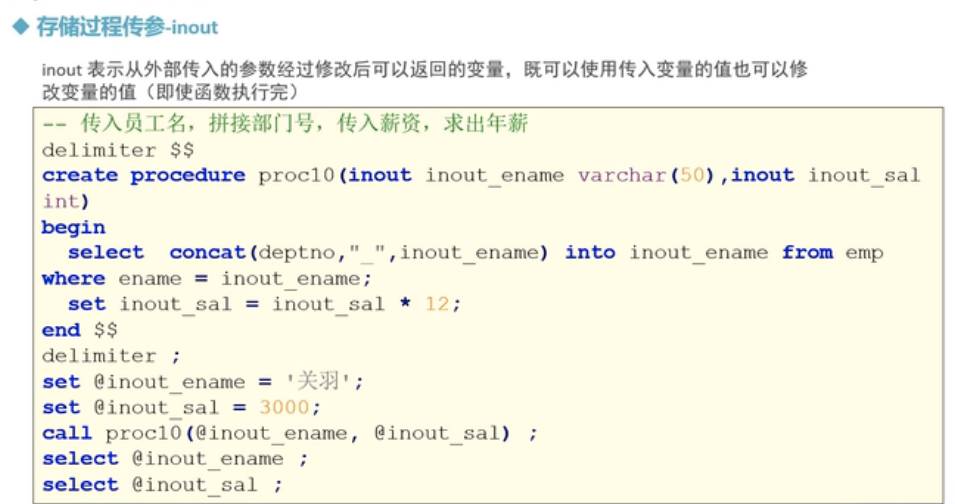 ◆ 存储过程传参-inout
inout 表示从外部传入的参数经过修改后可以返回的变量，既可以使用传入变量的值也可以修
改变量的值（即使函数执行完）
-- 传入员工名，拼接部门号，传入薪资，求出年薪
delimiter $$
create procedure proc10(inout inout_ename varchar(50),inout inout_sal
int)
begin
  select  concat(deptno,"_",inout_ename) into inout_ename from emp
where ename = inout_ename;
  set inout_sal = inout_sal * 12;
end $$
delimiter ;
set @inout_ename = '关羽';
set @inout_sal = 3000;
call proc10(@inout_ename, @inout_sal) ;
select @inout_ename ;
select @inout_sal ;